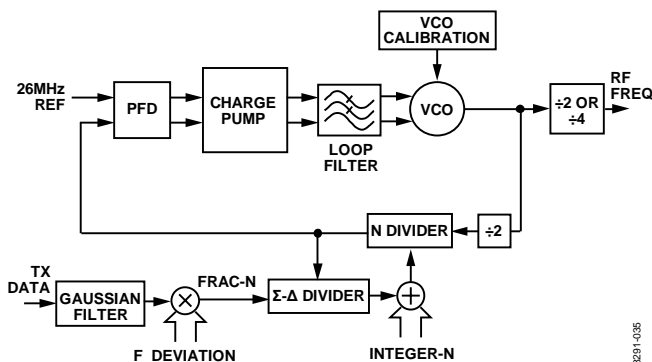 VCO
CALIBRATION
26MHz
REF
PFD
CHARGE
PUMP
LOOP
FILTER
VCO
÷2 OR
÷4
RF
FREQ
N DIVIDER
÷2
TX
DATA
GAUSSIAN
FILTER
×
FRAC-N
Σ-Δ DIVIDER
+
F_DEVIATION
INTEGER-N